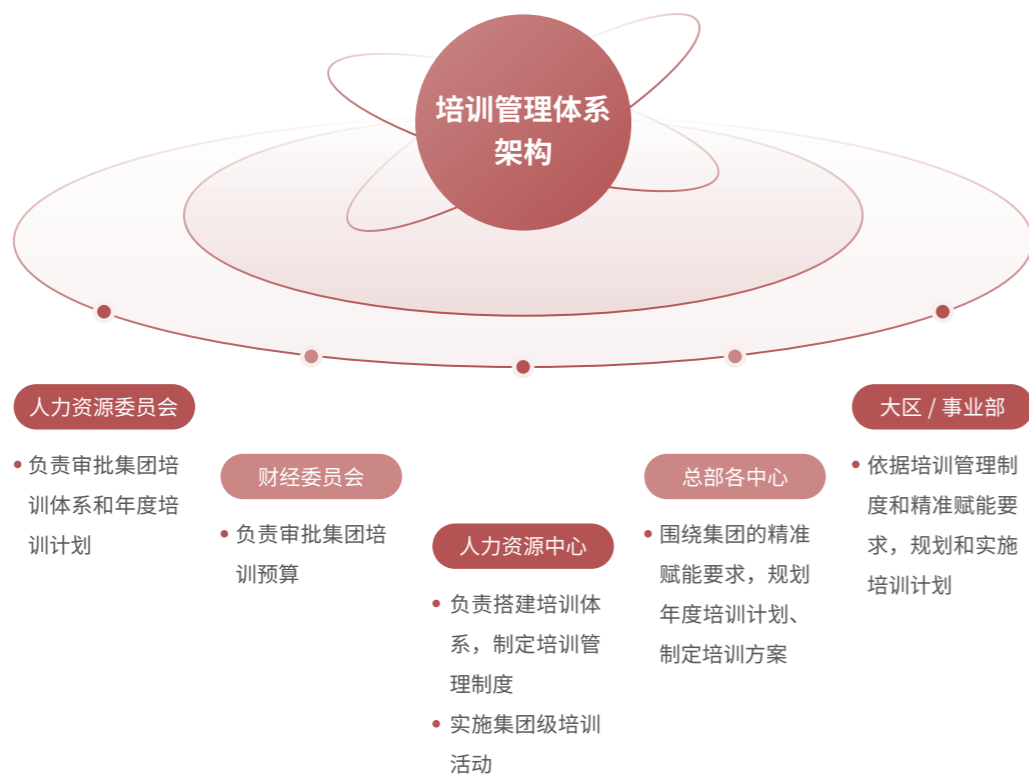 培训管理体系
架构
人力资源委员会
负责审批集团培
训体系和年度培
训计划
财经委员会
负责审批集团培
训预算
人力资源中心
负责搭建培训体
系，制定培训管
理制度
实施集团级培训
活动
总部各中心
围绕集团的精准
赋能要求，规划
年度培训计划、
制定培训方案
大区 / 事业部
依据培训管理制
度和精准赋能要
求，规划和实施
培训计划